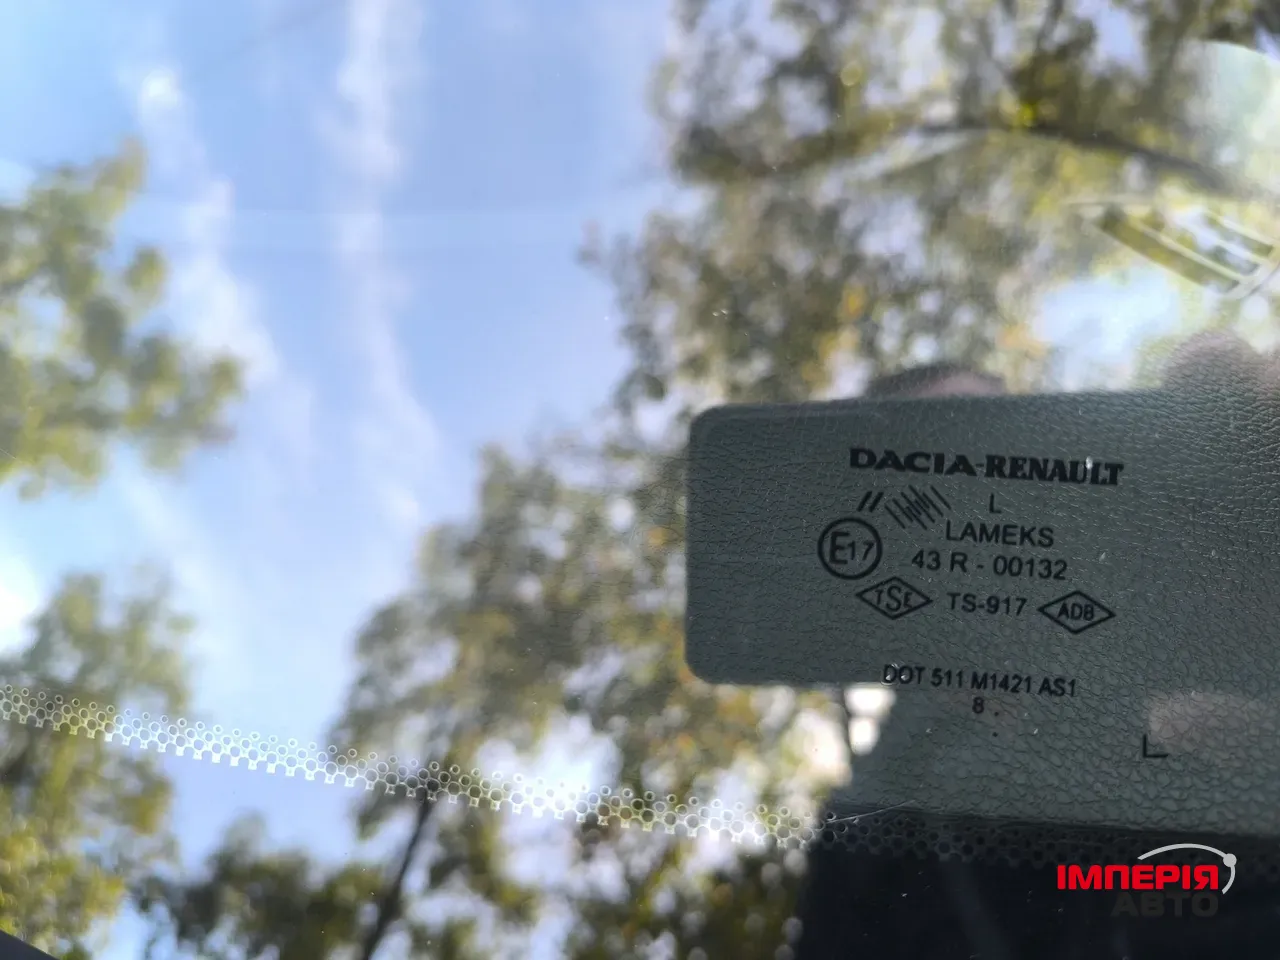 DACIA-RENAULT
L
LAMEKS
E17
43 R - 00132
TSE TS-917 ADB
DOT 511 M1421 AS1
8 .
L
ІМПЕРІЯ
АВТО